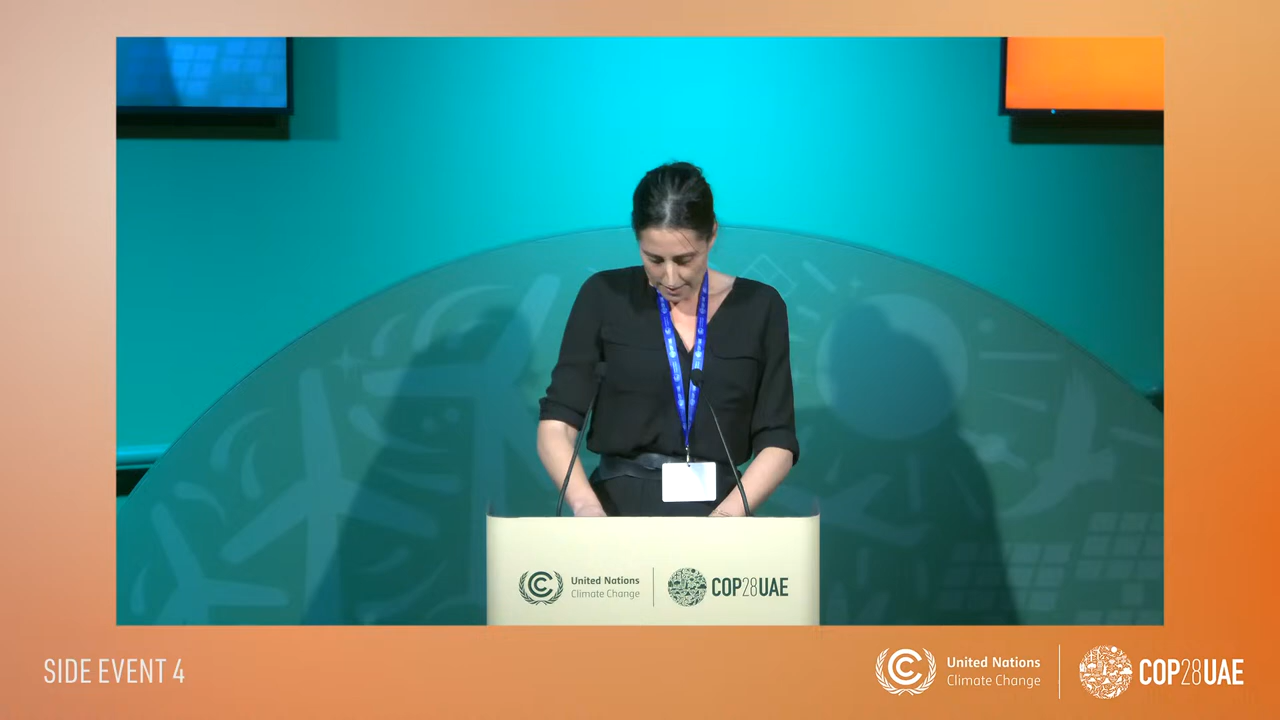 United Nations
Climate Change
COP28UAE
SIDE EVENT 4
United Nations
Climate Change
COP28UAE